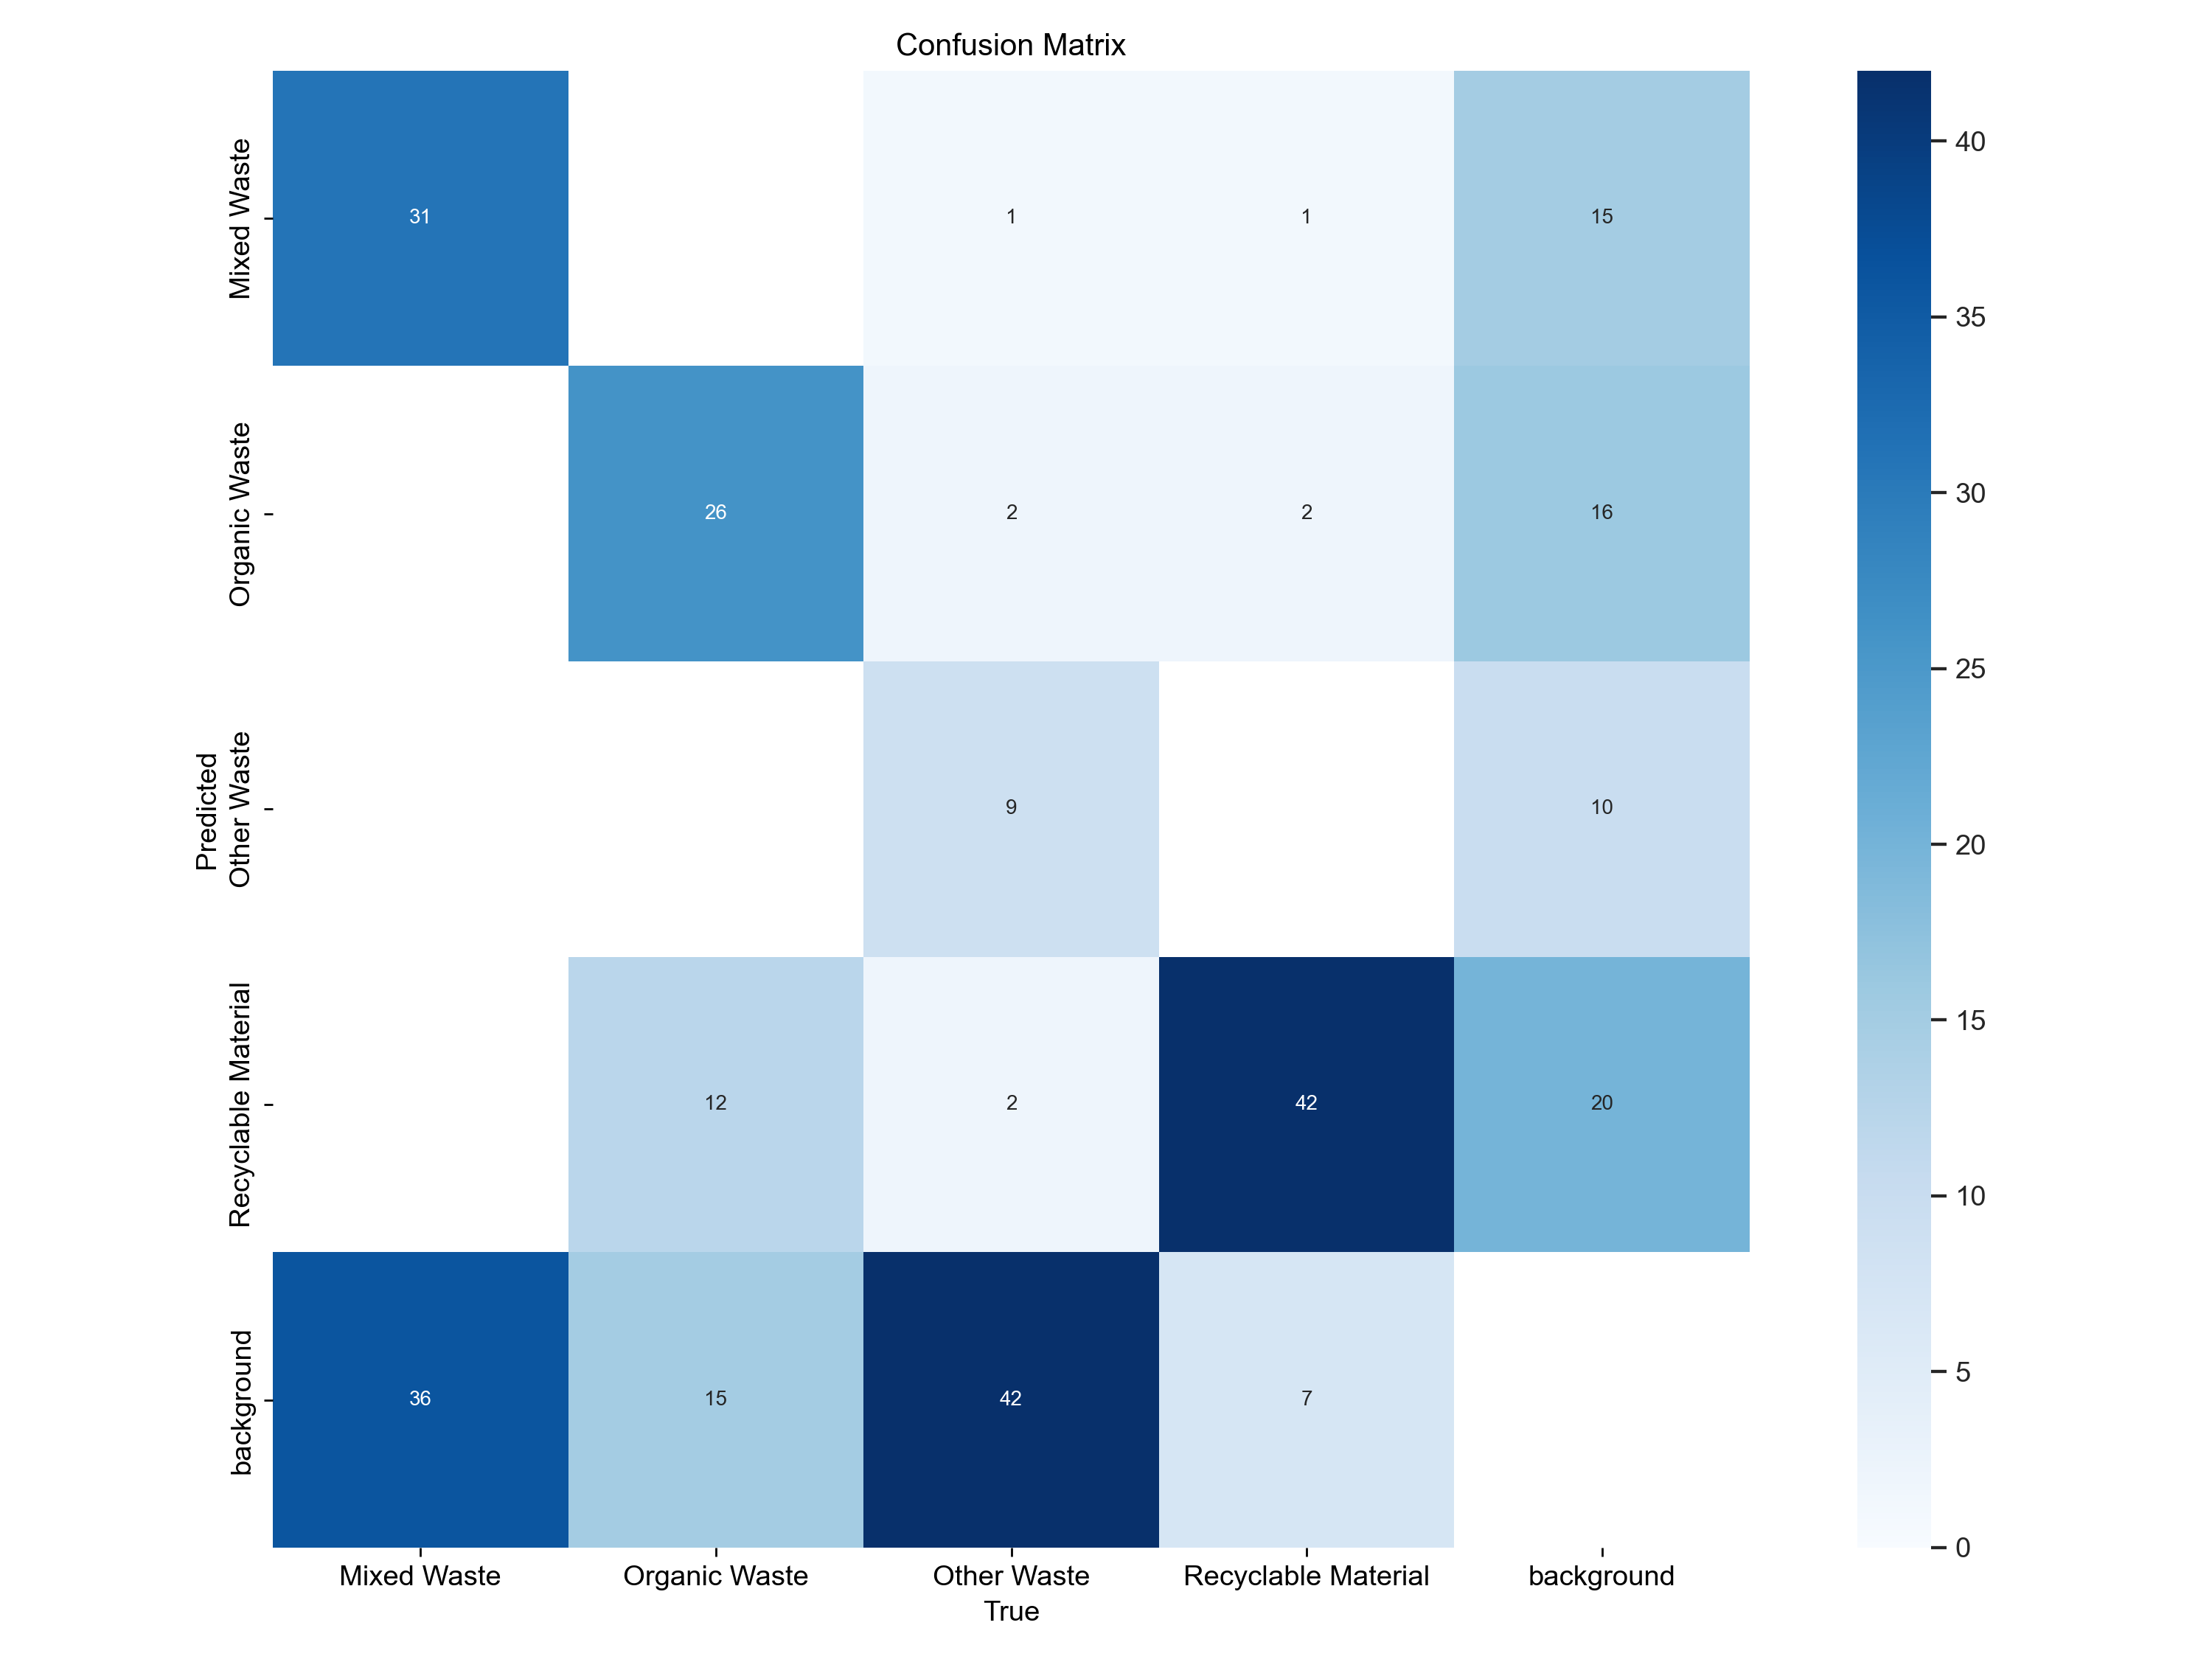 Confusion Matrix
Mixed Waste
31
1
1
15
40
35
Organic Waste
26
2
2
16
30
25
Predicted
Other Waste
9
10
20
Recyclable Material
12
2
42
20
15
10
background
36
15
42
7
5
0
Mixed Waste
Organic Waste
Other Waste
Recyclable Material
background
True